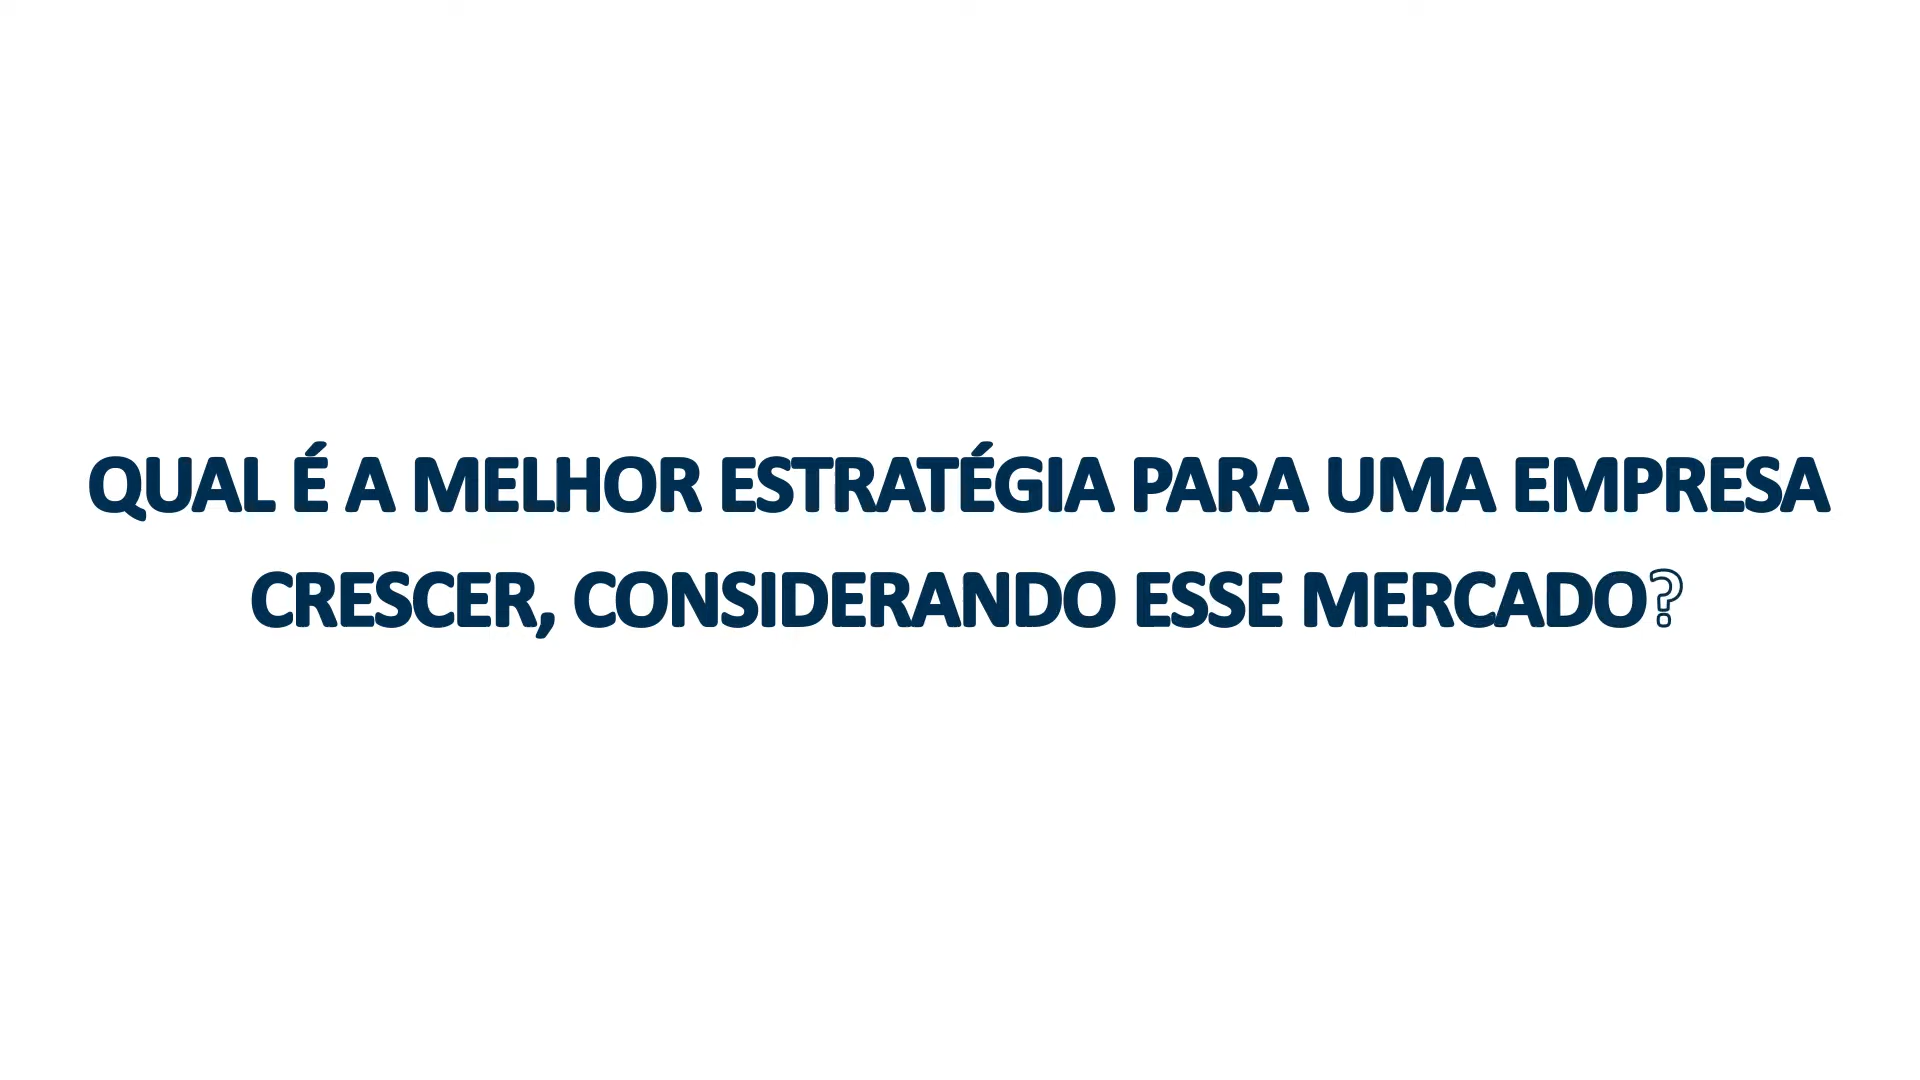 QUAL É A MELHOR ESTRATÉGIA PARA UMA EMPRESA
CRESCER, CONSIDERANDO ESSE MERCADO?